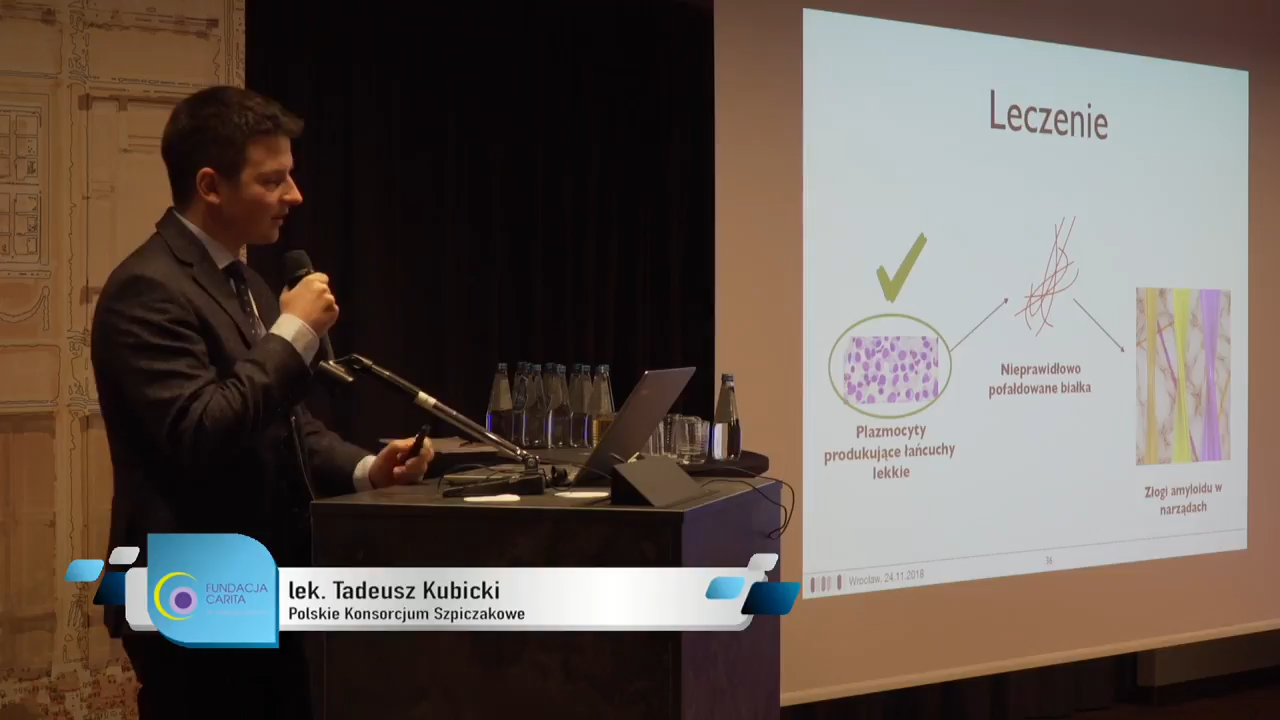 Leczenie
Nieprawidłowo
pofałdowane białka
Plazmocyty
produkujące łańcuchy
lekkie
Złogi amyloidu w
narządach
36
Wrocław, 24.11.2018
FUNDACJA
CARITA
lek. Tadeusz Kubicki
Polskie Konsorcjum Szpiczakowe